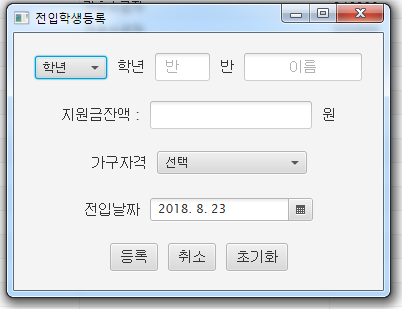 전입학생등록
학년 학년 반 반 이름
지원금잔액 : 원
가구자격 선택
전입날짜 2018. 8. 23
등록 취소 초기화